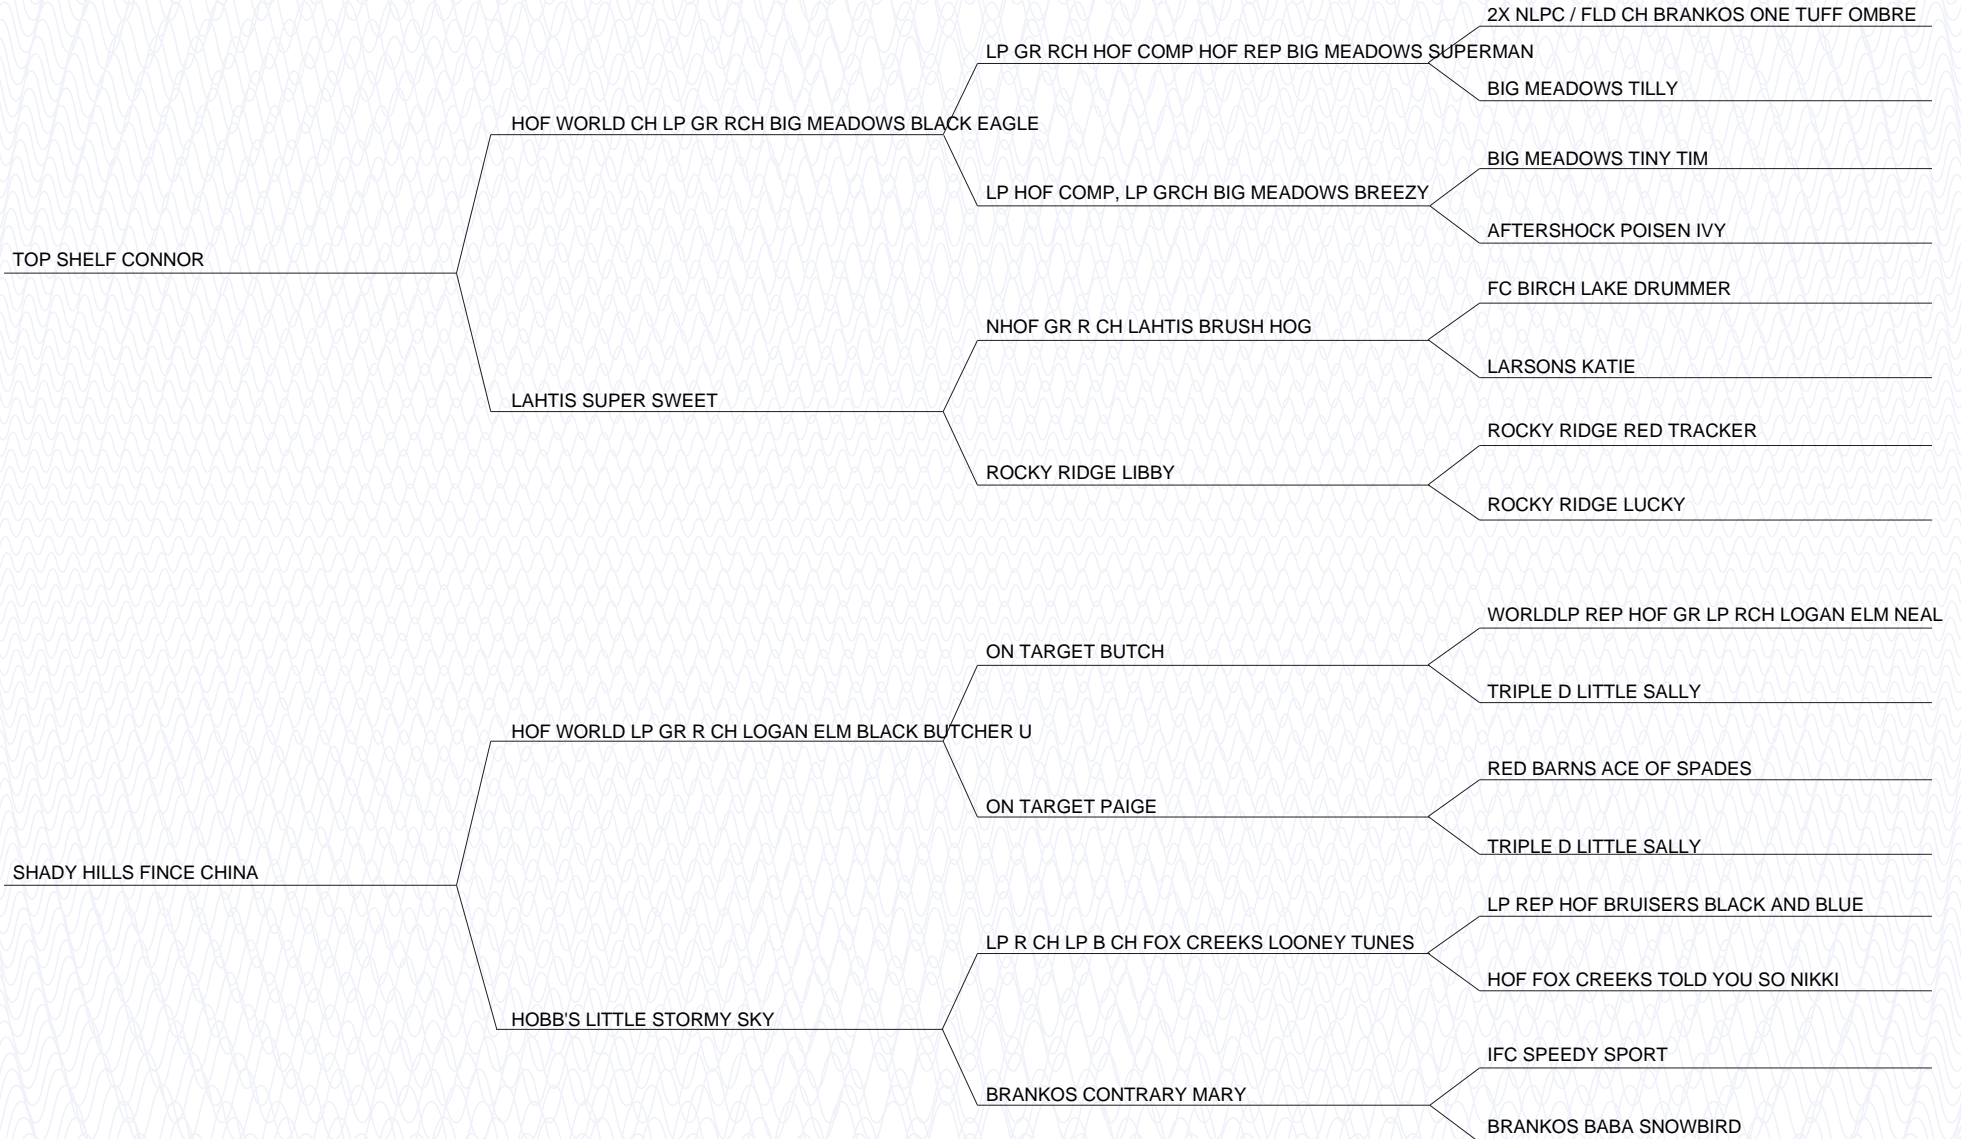 2X NLPC / FLD CH BRANKOS ONE TUFF OMBRE
LP GR RCH HOF COMP HOF REP BIG MEADOWS SUPERMAN
BIG MEADOWS TILLY
HOF WORLD CH LP GR RCH BIG MEADOWS BLACK EAGLE
BIG MEADOWS TINY TIM
LP HOF COMP, LP GRCH BIG MEADOWS BREEZY
AFTERSHOCK POISEN IVY
TOP SHELF CONNOR
FC BIRCH LAKE DRUMMER
NHOF GR R CH LAHTIS BRUSH HOG
LARSONS KATIE
LAHTIS SUPER SWEET
ROCKY RIDGE RED TRACKER
ROCKY RIDGE LIBBY
ROCKY RIDGE LUCKY
WORLDLP REP HOF GR LP RCH LOGAN ELM NEAL
ON TARGET BUTCH
TRIPLE D LITTLE SALLY
HOF WORLD LP GR R CH LOGAN ELM BLACK BUTCHER U
RED BARNS ACE OF SPADES
ON TARGET PAIGE
TRIPLE D LITTLE SALLY
SHADY HILLS FINCE CHINA
LP REP HOF BRUISERS BLACK AND BLUE
LP R CH LP B CH FOX CREEKS LOONEY TUNES
HOF FOX CREEKS TOLD YOU SO NIKKI
HOBB'S LITTLE STORMY SKY
IFC SPEEDY SPORT
BRANKOS CONTRARY MARY
BRANKOS BABA SNOWBIRD